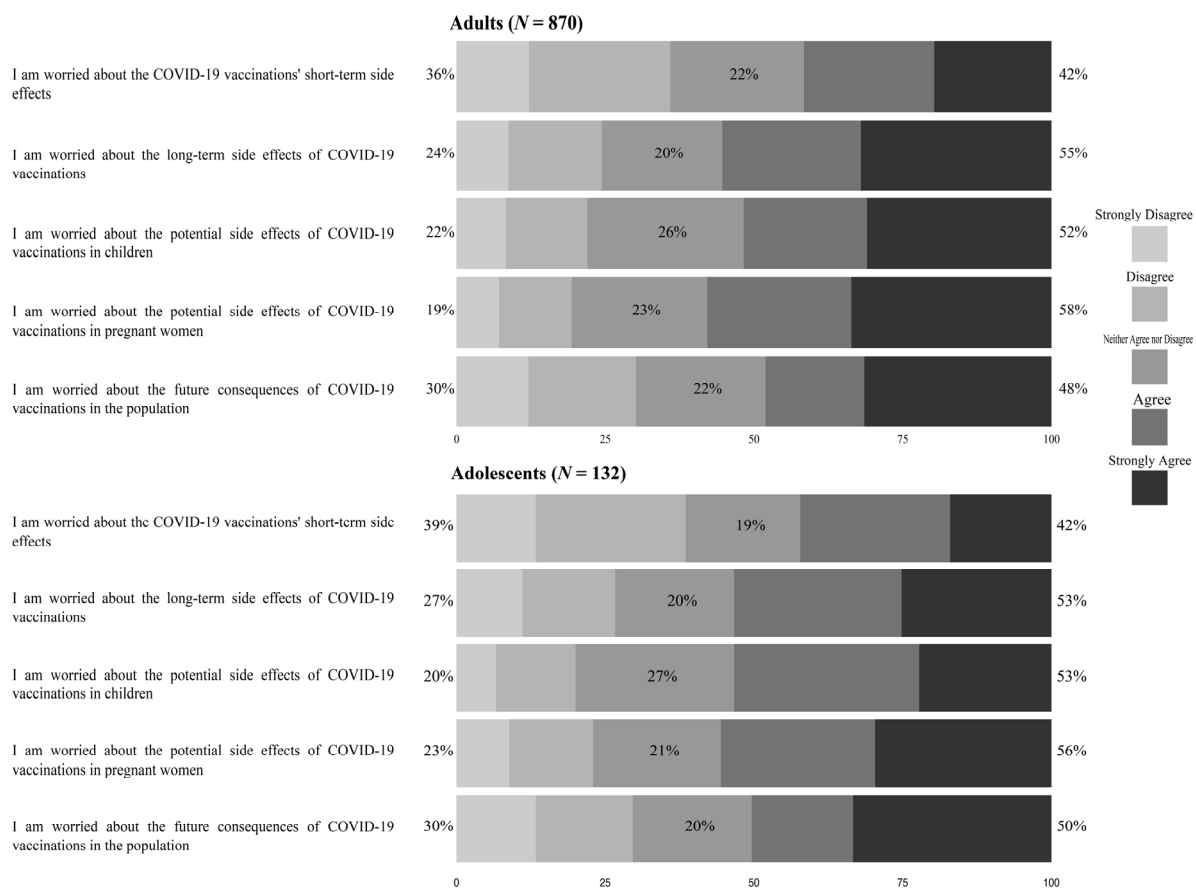 Adults (N = 870)
I am worried about the COVID-19 vaccinations' short-term side
effects
36%
22%
42%
I am worried about the long-term side effects of COVID-19
vaccinations
24%
20%
55%
I am worried about the potential side effects of COVID-19
vaccinations in children
22%
26%
52%
I am worried about the potential side effects of COVID-19
vaccinations in pregnant women
19%
23%
58%
I am worried about the future consequences of COVID-19
vaccinations in the population
30%
22%
48%
0 25 50 75 100
Strongly Disagree
Disagree
Neither Agree nor Disagree
Agree
Strongly Agree
Adolescents (N = 132)
I am worried about the COVID-19 vaccinations' short-term side
effects
39%
19%
42%
I am worried about the long-term side effects of COVID-19
vaccinations
27%
20%
53%
I am worried about the potential side effects of COVID-19
vaccinations in children
20%
27%
53%
I am worried about the potential side effects of COVID-19
vaccinations in pregnant women
23%
21%
56%
I am worried about the future consequences of COVID-19
vaccinations in the population
30%
20%
50%
0 25 50 75 100